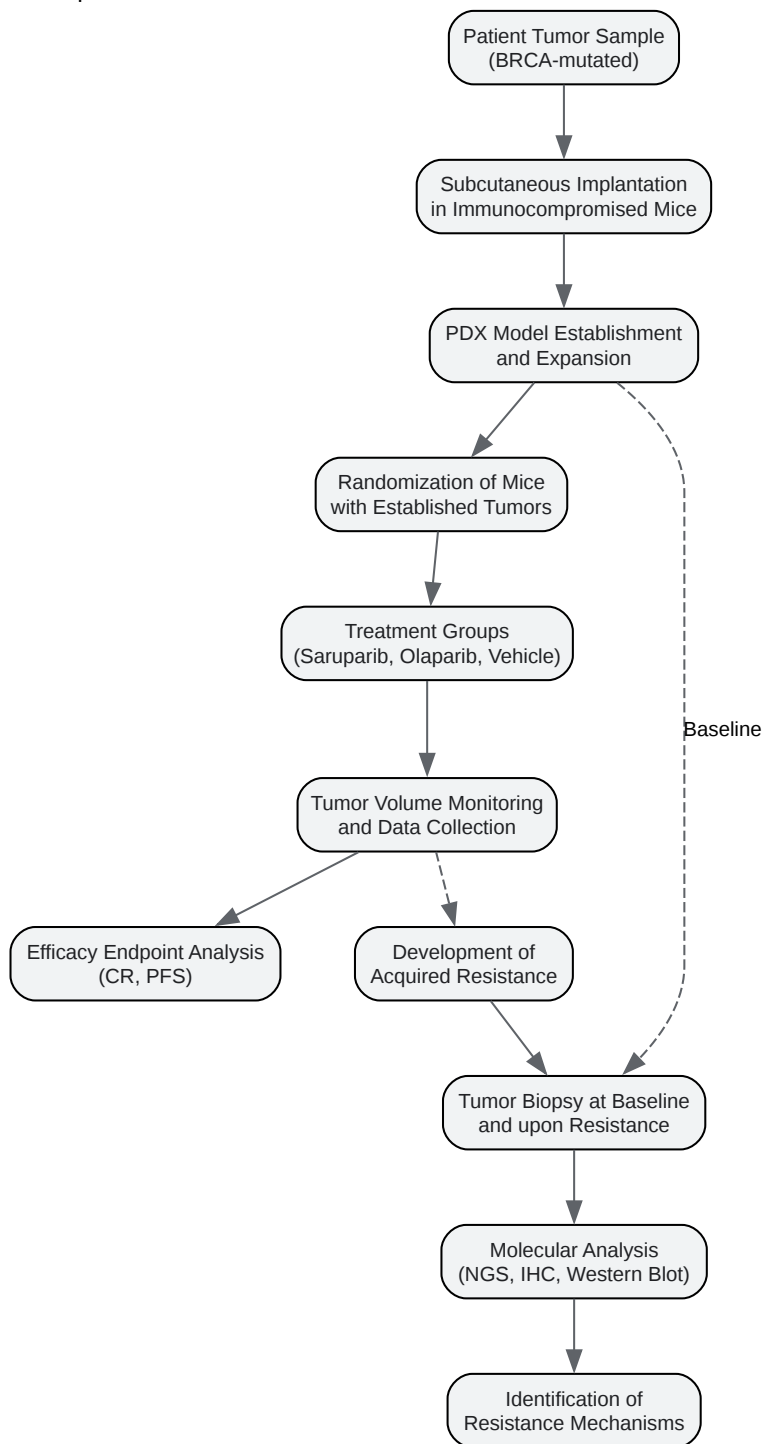 Patient Tumor Sample
(BRCA-mutated)
Subcutaneous Implantation
in Immunocompromised Mice
PDX Model Establishment
and Expansion
Randomization of Mice
with Established Tumors
Treatment Groups
(Saruparib, Olaparib, Vehicle)
Baseline
Tumor Volume Monitoring
and Data Collection
Efficacy Endpoint Analysis
(CR, PFS)
Development of
Acquired Resistance
Tumor Biopsy at Baseline
and upon Resistance
Molecular Analysis
(NGS, IHC, Western Blot)
Identification of
Resistance Mechanisms